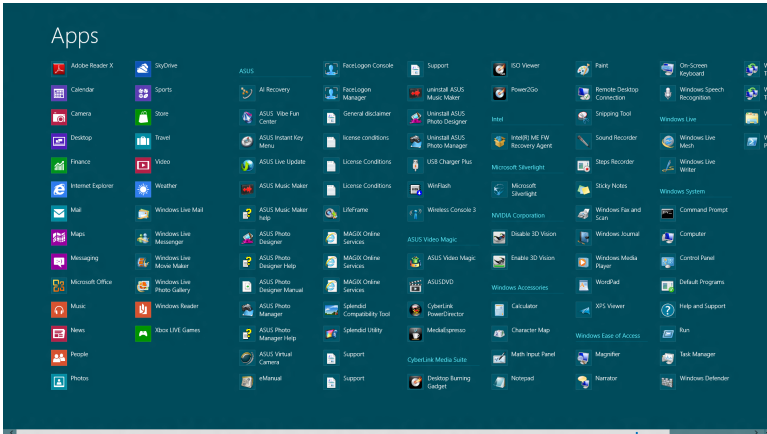 Apps
Adobe Reader X
Calendar
Camera
Desktop
Finance
Internet Explorer
Mail
Maps
Messaging
Microsoft Office
Music
News
People
Photos
SkyDrive
Sports
Store
Travel
Video
Weather
Windows Live Mail
Windows Live
Messenger
Windows Live
Movie Maker
Windows Live
Photo Gallery
Windows Reader
Xbox LIVE Games
ASUS
AI Recovery
ASUS Vibe Fun
Center
ASUS Instant Key
Menu
ASUS Live Update
ASUS Music Maker
ASUS Music Maker
help
ASUS Photo
Designer
ASUS Photo
Designer Help
ASUS Photo
Designer Manual
ASUS Photo
Manager
ASUS Photo
Manager Help
ASUS Virtual
Camera
eManual
FaceLogon Console
FaceLogon
Manager
General disclaimer
license conditions
License Conditions
License Conditions
LifeFrame
MAGIX Online
Services
MAGIX Online
Services
MAGIX Online
Services
Splendid
Compatibility Tool
Splendid Utility
Support
Support
Support
uninstall ASUS
Music Maker
Uninstall ASUS
Photo Designer
Uninstall ASUS
Photo Manager
USB Charger Plus
WinFlash
Wireless Console 3
ASUS Video Magic
ASUS Video Magic
ASUSDVD
CyberLink
PowerDirector
MediaEspresso
CyberLink Media Suite
Desktop Burning
Gadget
ISO Viewer
Power2Go
Intel
Intel(R) ME FW
Recovery Agent
Microsoft Silverlight
Microsoft
Silverlight
NVIDIA Corporation
Disable 3D Vision
Enable 3D Vision
Windows Accessories
Calculator
Character Map
Math Input Panel
Notepad
Paint
Remote Desktop
Connection
Snipping Tool
Sound Recorder
Steps Recorder
Sticky Notes
Windows Fax and
Scan
Windows Journal
Windows Media
Player
WordPad
XPS Viewer
Windows Ease of Access
Magnifier
Narrator
On-Screen
Keyboard
Windows Speech
Recognition
Windows Live
Windows Live
Mesh
Windows Live
Writer
Windows System
Command Prompt
Computer
Control Panel
Default Programs
Help and Support
Run
Task Manager
Windows Defender